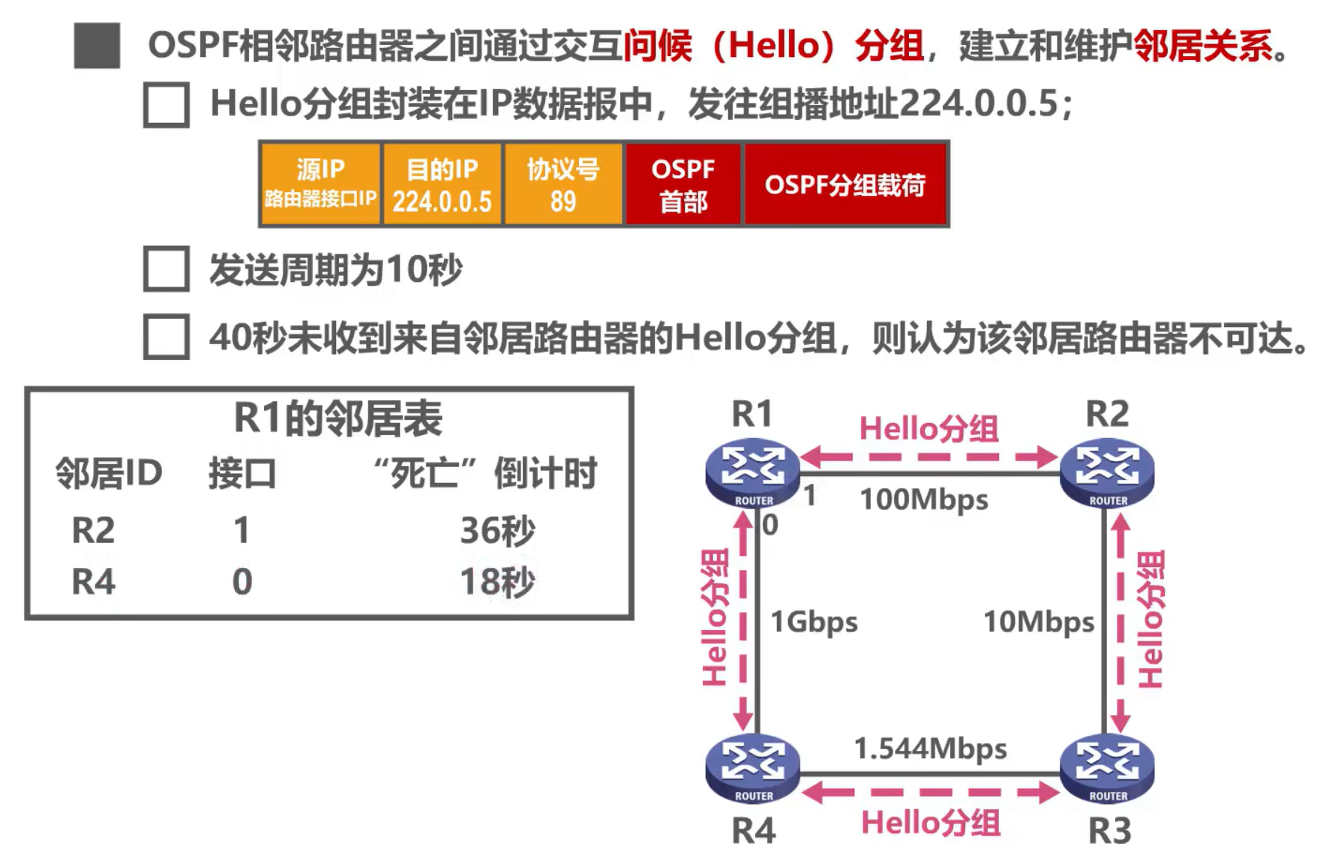 OSPF相邻路由器之间通过交互问候（Hello）分组，建立和维护邻居关系。
Hello分组封装在IP数据报中，发往组播地址224.0.0.5；
源IP 目的IP 协议号 OSPF OSPF分组载荷
路由器接口IP 224.0.0.5 89 首部
发送周期为10秒
40秒未收到来自邻居路由器的Hello分组，则认为该邻居路由器不可达。
R1的邻居表
邻居ID 接口 “死亡”倒计时
R2 1 36秒
R4 0 18秒
R1 Hello分组 R2
ROUTER 1 100Mbps ROUTER
0
Hello分组 1Gbps 10Mbps Hello分组
1.544Mbps
ROUTER ROUTER
R4 Hello分组 R3